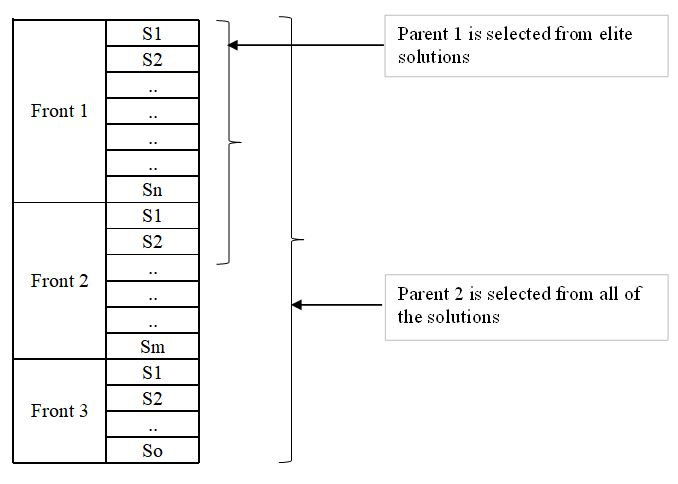 Front 1
S1
S2
..
..
..
..
Sn
Front 2
S1
S2
..
..
..
Sm
Front 3
S1
S2
..
So
Parent 1 is selected from elite
solutions
Parent 2 is selected from all of
the solutions